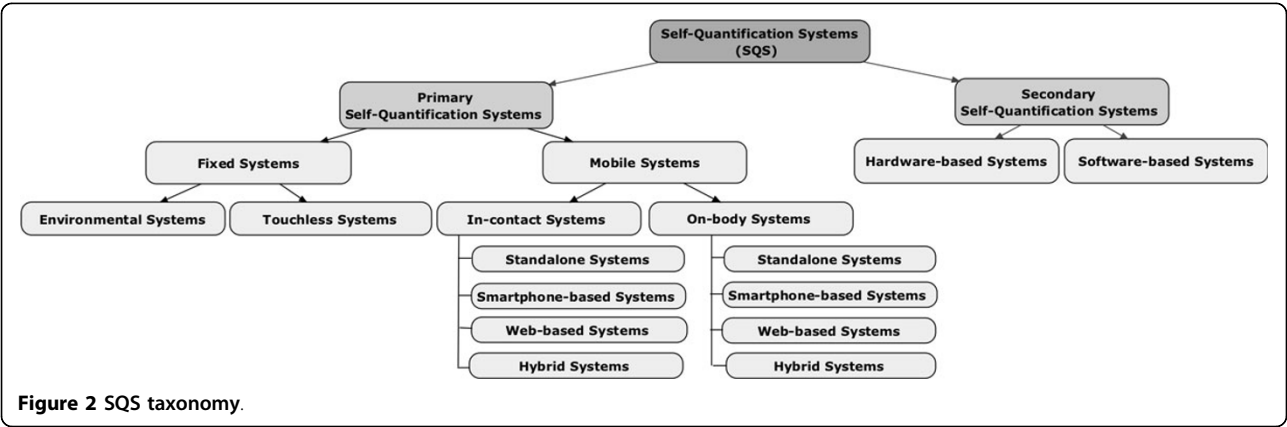 Self-Quantification Systems
(SQS)
Primary
Self-Quantification Systems
Secondary
Self-Quantification Systems
Fixed Systems
Mobile Systems
Hardware-based Systems
Software-based Systems
Environmental Systems
Touchless Systems
In-contact Systems
On-body Systems
Standalone Systems
Smartphone-based Systems
Web-based Systems
Hybrid Systems
Standalone Systems
Smartphone-based Systems
Web-based Systems
Hybrid Systems
Figure 2 SQS taxonomy.